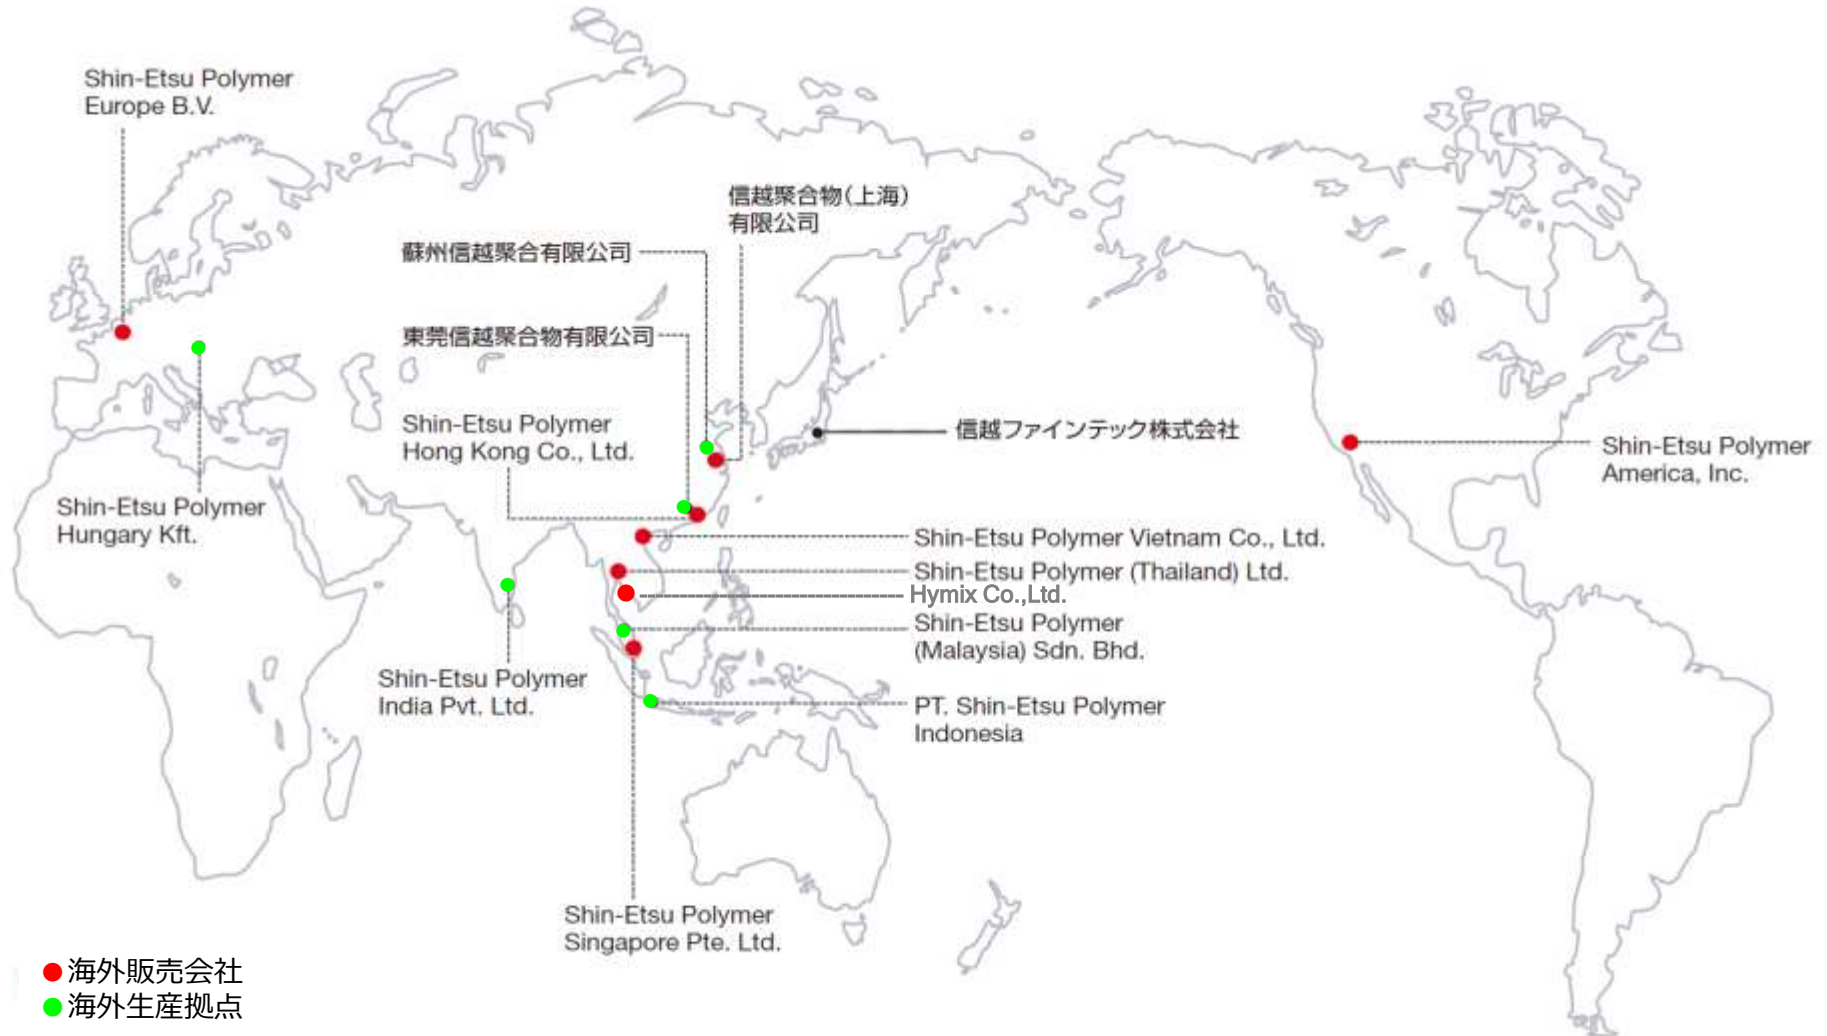 Shin-Etsu Polymer
Europe B.V.
信越聚合物(上海)
有限公司
蘇州信越聚合有限公司
東莞信越聚合物有限公司
Shin-Etsu Polymer
Hong Kong Co., Ltd.
信越ファインテック株式会社
Shin-Etsu Polymer
America, Inc.
Shin-Etsu Polymer
Hungary Kft.
Shin-Etsu Polymer Vietnam Co., Ltd.
Shin-Etsu Polymer (Thailand) Ltd.
Hymix Co.,Ltd.
Shin-Etsu Polymer
(Malaysia) Sdn. Bhd.
Shin-Etsu Polymer
India Pvt. Ltd.
PT. Shin-Etsu Polymer
Indonesia
Shin-Etsu Polymer
Singapore Pte. Ltd.
海外販売会社
海外生産拠点